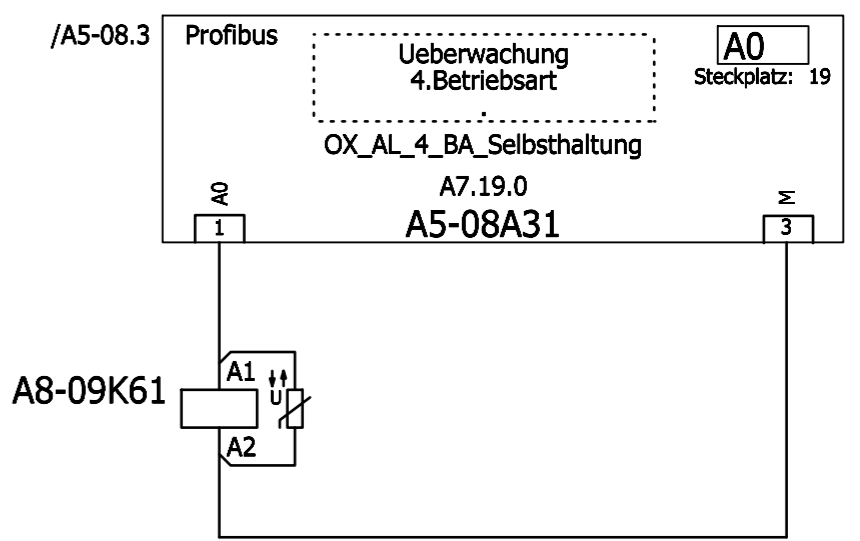 /A5-08.3
Profibus
Ueberwachung
4.Betriebsart
.
A0
Steckplatz: 19
OX_AL_4_BA_Selbsthaltung
A7.19.0
A5-08A31
A0
1
M
3
A8-09K61
A1
U
A2